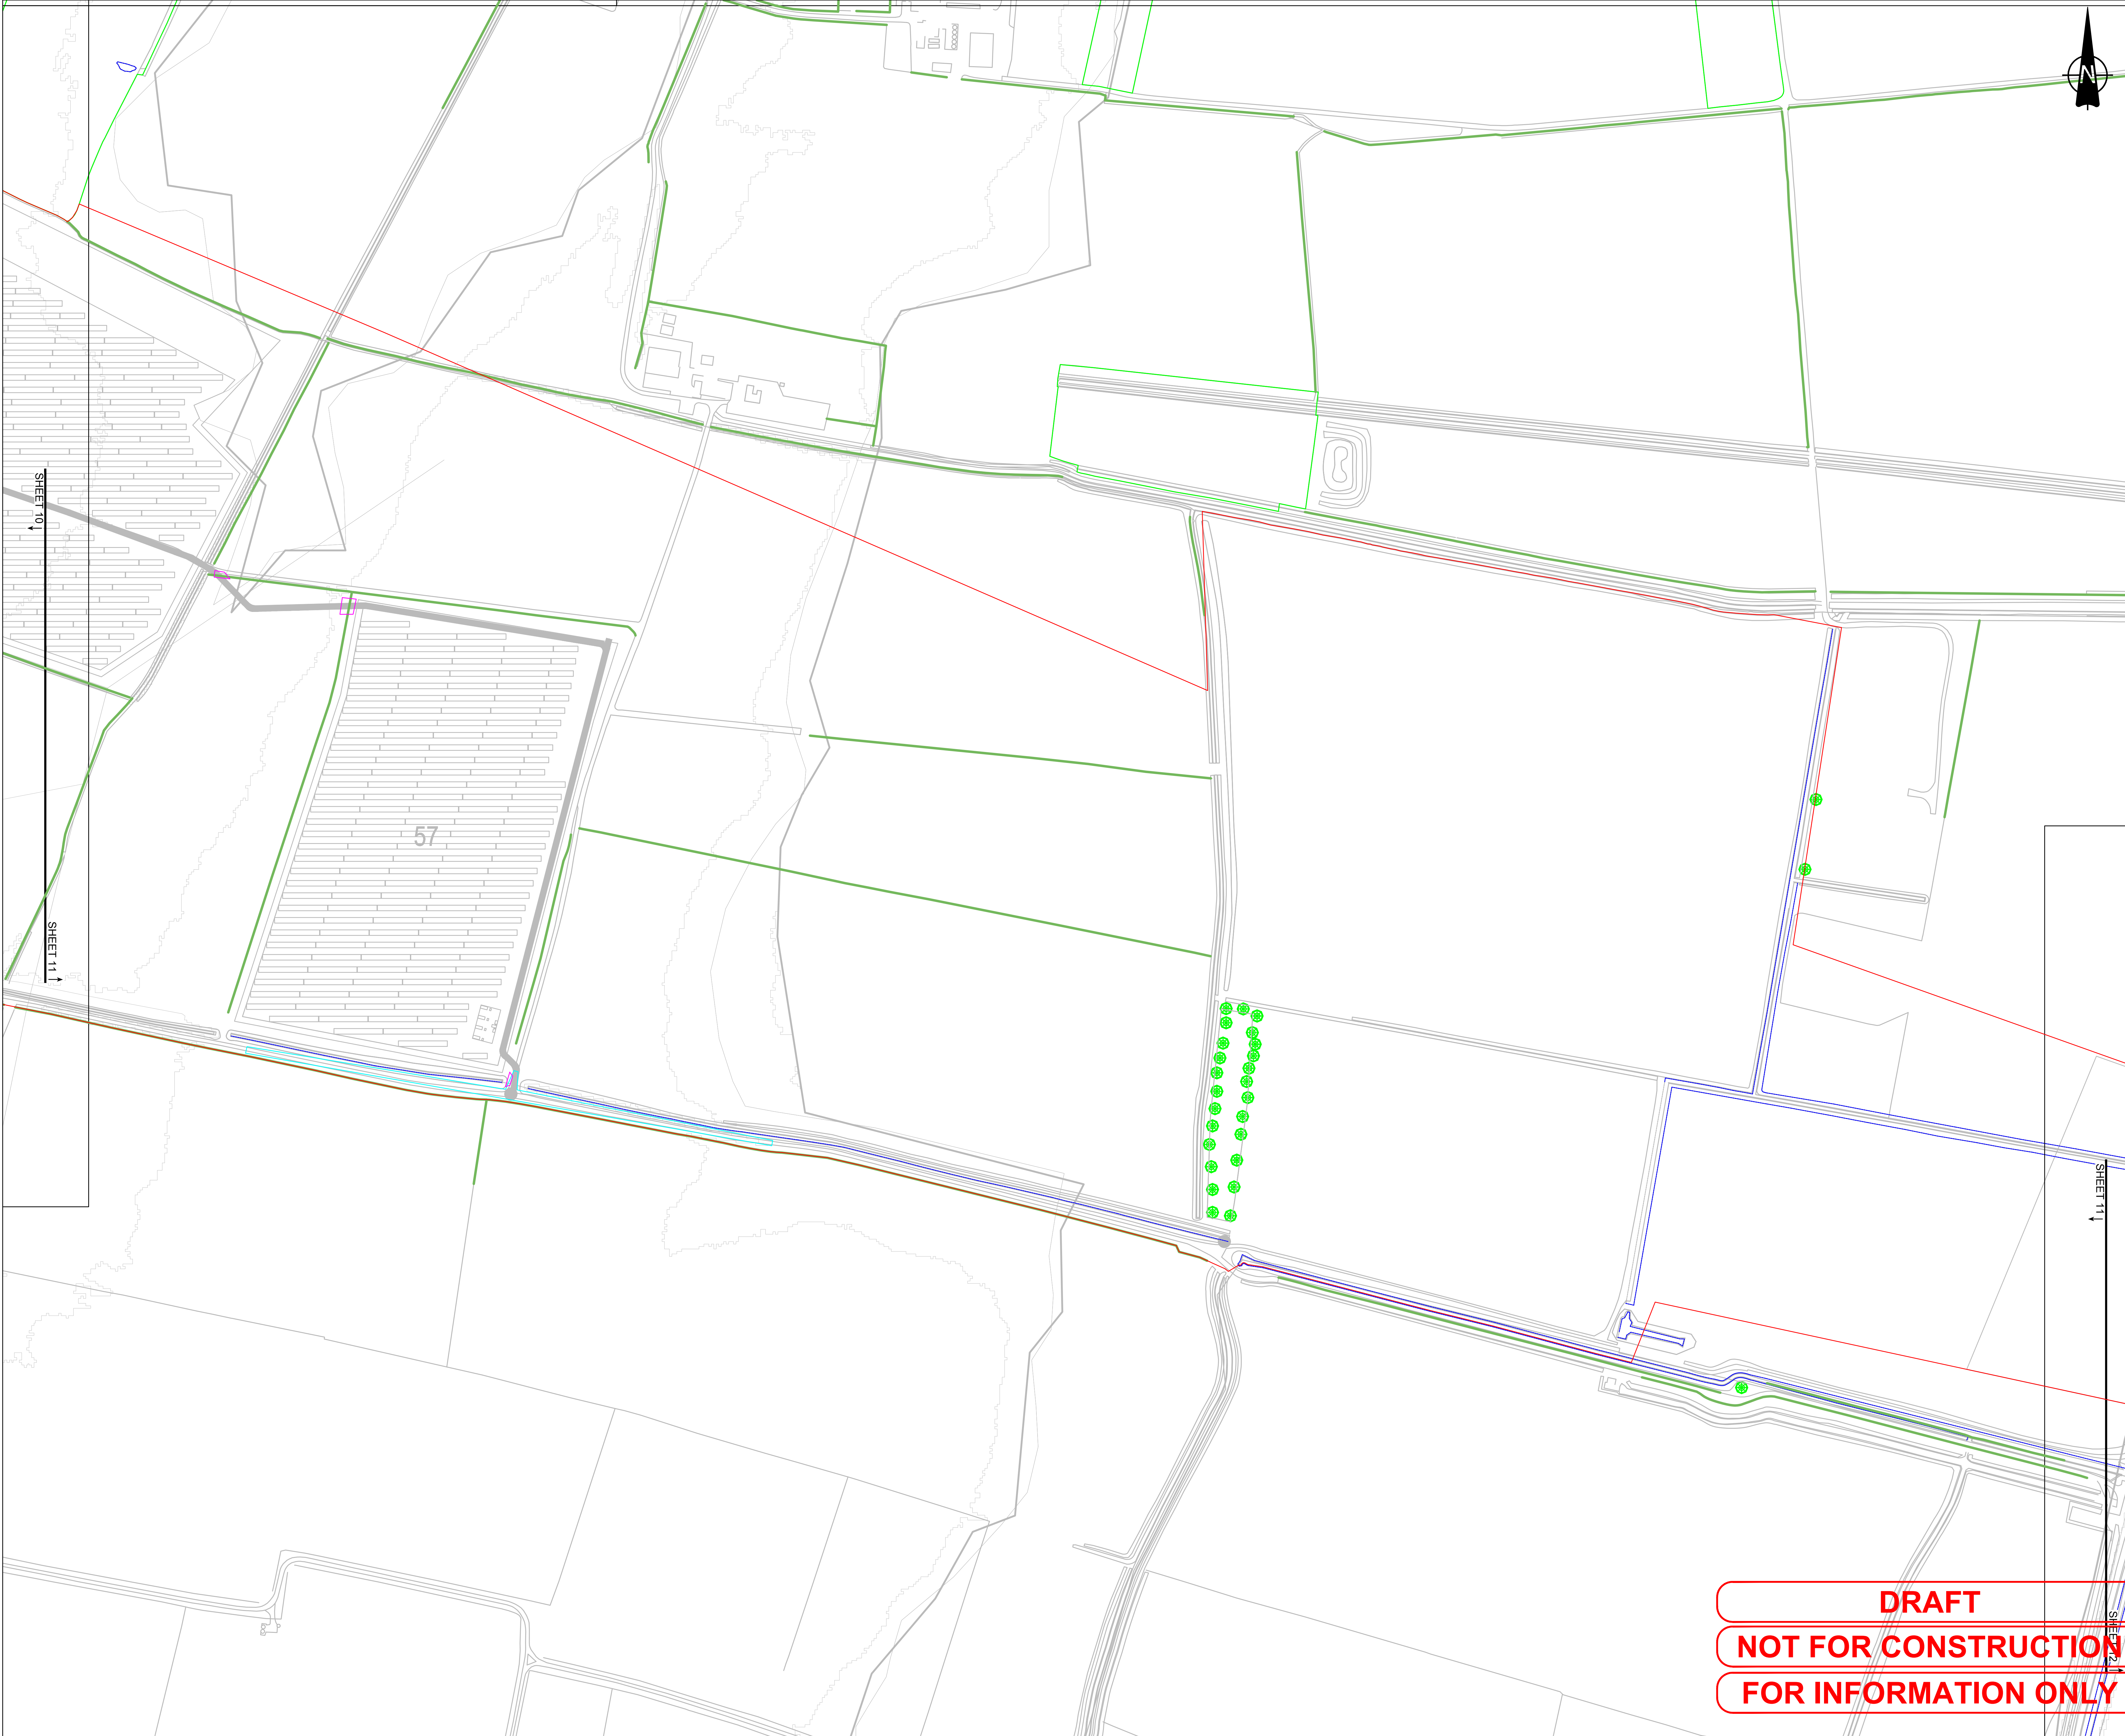 N
SHEET 10
57
SHEET 11
SHEET 11
DRAFT
NOT FOR CONSTRUCTION
FOR INFORMATION ONLY